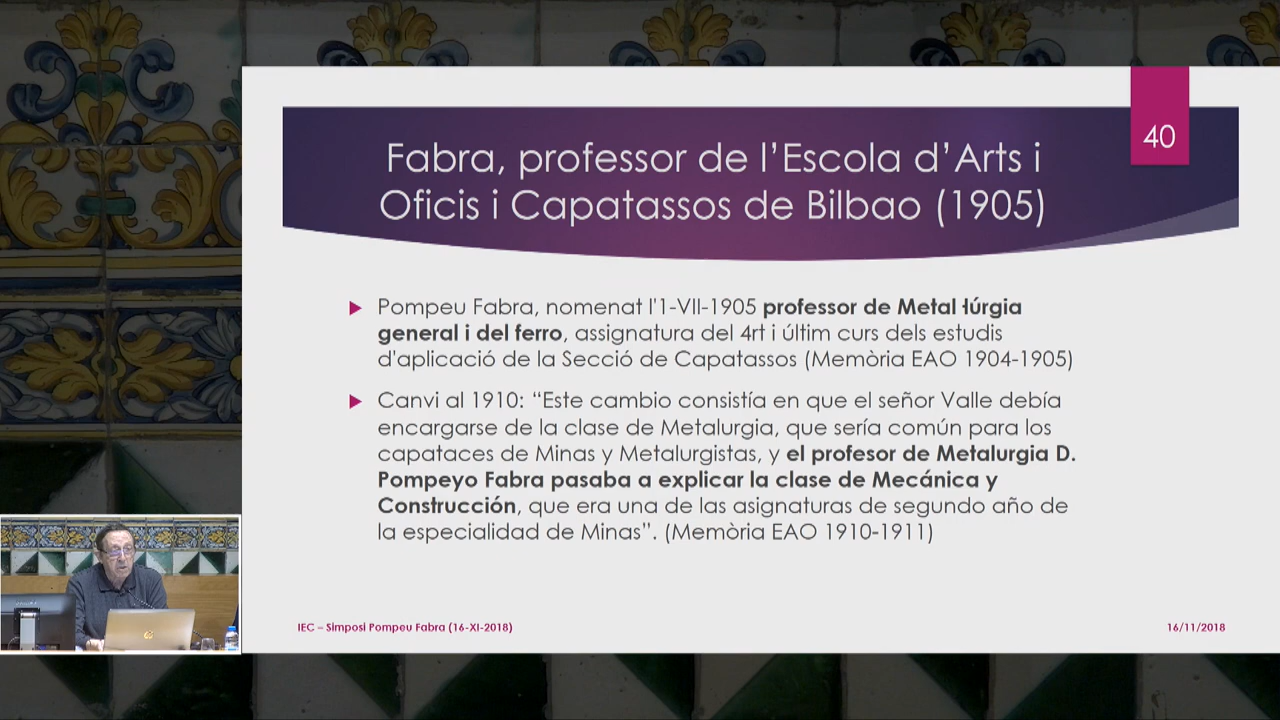 40
Fabra, professor de l’Escola d’Arts i
Oficis i Capatassos de Bilbao (1905)
Pompeu Fabra, nomenat l'1-VII-1905 professor de Metal·lúrgia
general i del ferro, assignatura del 4rt i últim curs dels estudis
d'aplicació de la Secció de Capatassos (Memòria EAO 1904-1905)
Canvi al 1910: “Este cambio consistía en que el señor Valle debía
encargarse de la clase de Metalurgia, que sería común para los
capataces de Minas y Metalurgistas, y el profesor de Metalurgia D.
Pompeyo Fabra pasaba a explicar la clase de Mecánica y
Construcción, que era una de las asignaturas de segundo año de
la especialidad de Minas”. (Memoria EAO 1910-1911)
IEC – Simposi Pompeu Fabra (16-XI-2018)
16/11/2018